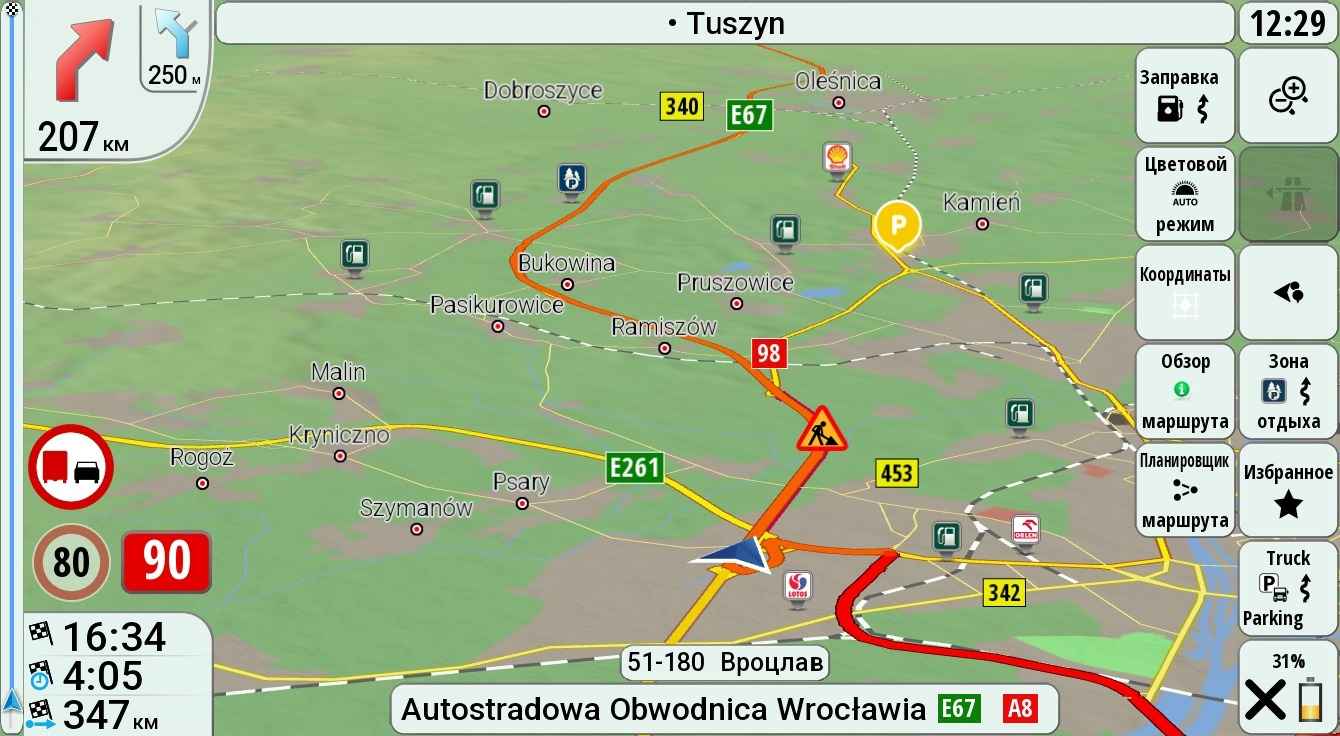 • Tuszyn
12:29
250 м
207 км
Заправка
Цветовой
AUTO
режим
Координаты
Обзор
маршрута
Зона
отдыха
Планировщик
маршрута
Избранное
Truck
P
Parking
31%
Dobroszyce
340
E67
Oleśnica
P
Kamień
Bukowina
Pruszowice
Pasikurowice
Ramiszów
98
Malin
Kryniczno
Rogoż
E261
453
Psary
Szymanów
ORLEN
LOTOS
342
80
90
16:34
4:05
347 км
51-180 Вроцлав
Autostradowa Obwodnica Wrocławia E67 A8